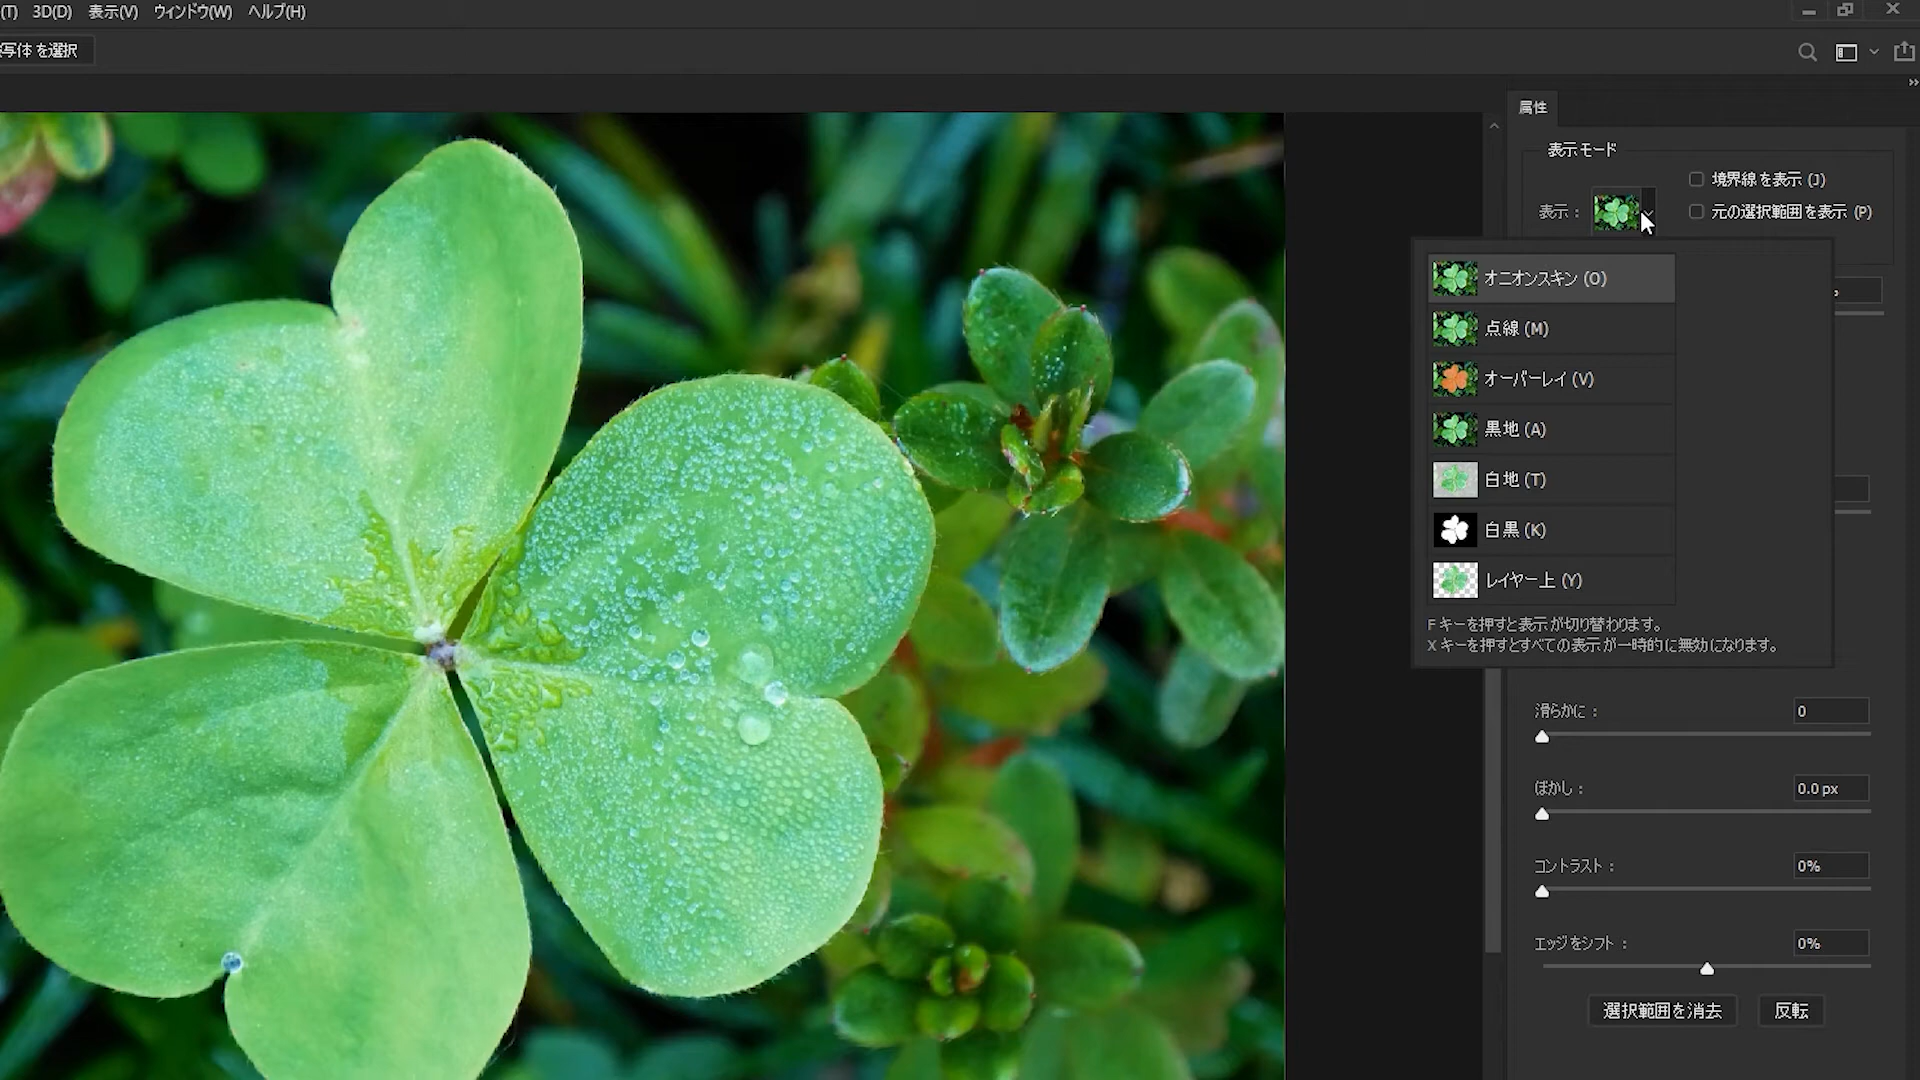 (T) 3D(D) 表示(V) ウィンドウ(W) ヘルプ(H)
写体 を選択
属性
表示モード
境界線を表示 (J)
表示 :
元の選択範囲を表示 (P)
オニオンスキン (O)
点線 (M)
オーバーレイ (V)
黒地 (A)
白地 (T)
白黒 (K)
レイヤー上 (Y)
F キーを押すと表示が切り替わります。
X キーを押すとすべての表示が一時的に無効になります。
滑らかに : 0
ぼかし : 0.0 px
コントラスト : 0%
エッジをシフト : 0%
選択範囲を消去 反転